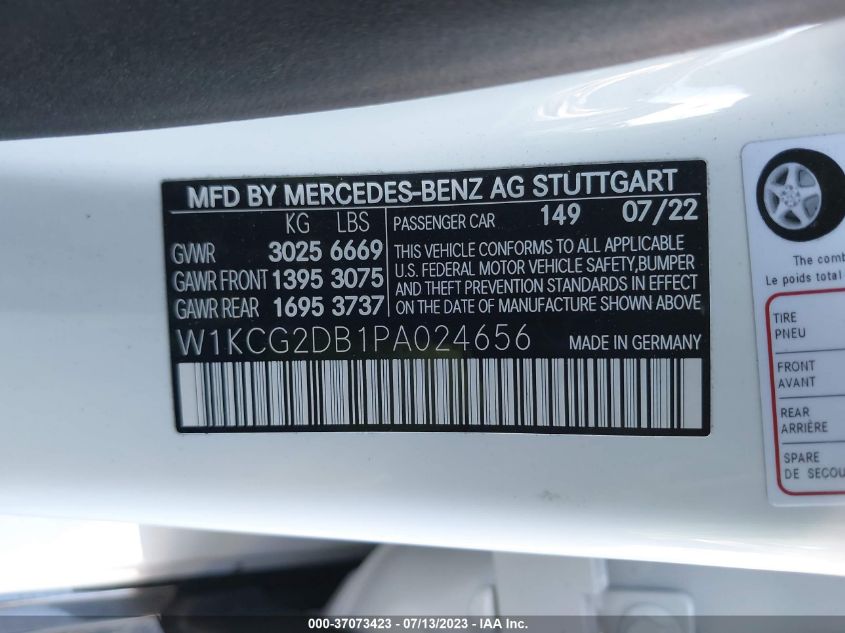 MFD BY MERCEDES-BENZ AG STUTTGART
KG LBS
GVWR 3025 6669
GAWR FRONT 1395 3075
GAWR REAR 1695 3737
PASSENGER CAR 149 07/22
THIS VEHICLE CONFORMS TO ALL APPLICABLE
U.S. FEDERAL MOTOR VEHICLE SAFETY,BUMPER
AND THEFT PREVENTION STANDARDS IN EFFECT
ON THE DATE OF MANUFACTURE SHOWN ABOVE
W1KCG2DB1PA024656 MADE IN GERMANY
The
Le poids total
TIRE
PNEU
FRONT
AVANT
REAR
ARRIÈRE
SPARE
DE
000-37073423 - 07/13/2023 - IAA Inc.